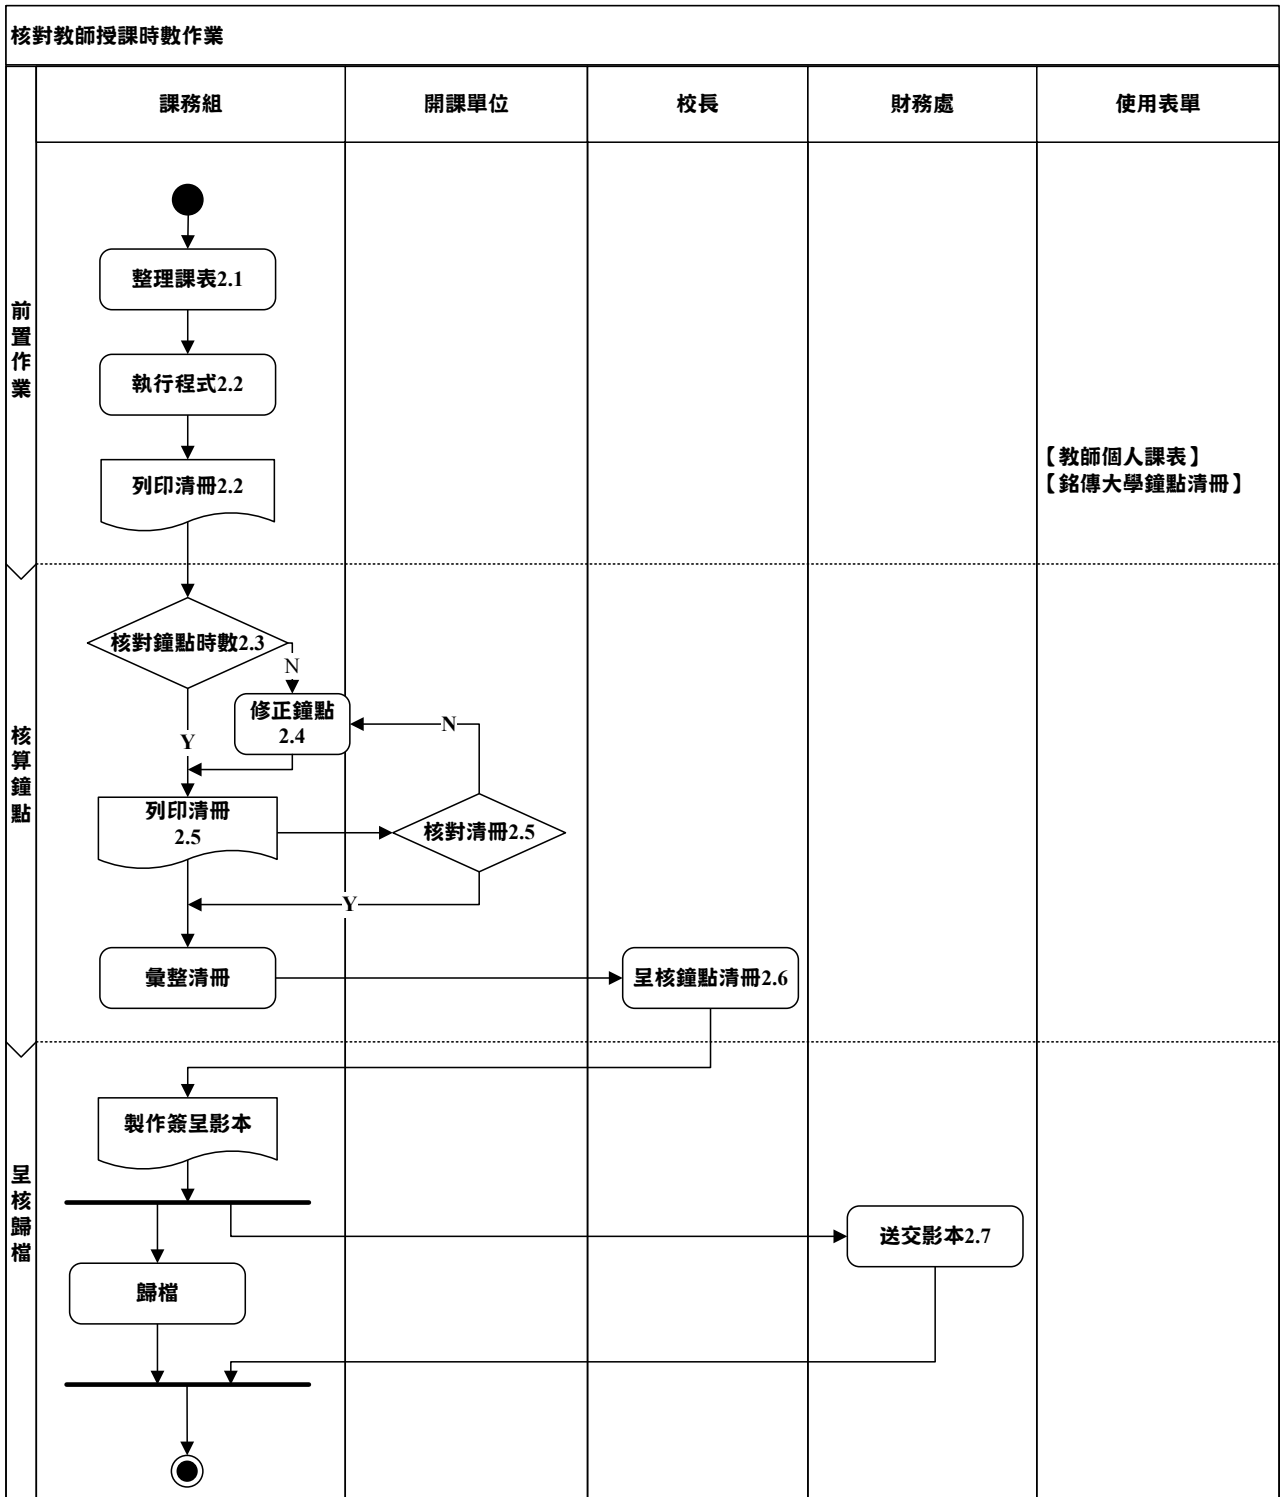 核對教師授課時數作業
課務組
開課單位
校長
財務處
使用表單
前置作業
整理課表2.1
執行程式2.2
列印清冊2.2
【教師個人課表】
【銘傳大學鐘點清冊】
核算鐘點
核對鐘點時數2.3
N
修正鐘點
2.4
N
Y
列印清冊
2.5
核對清冊2.5
Y
彙整清冊
呈核鐘點清冊2.6
呈核歸檔
製作簽呈影本
送交影本2.7
歸檔